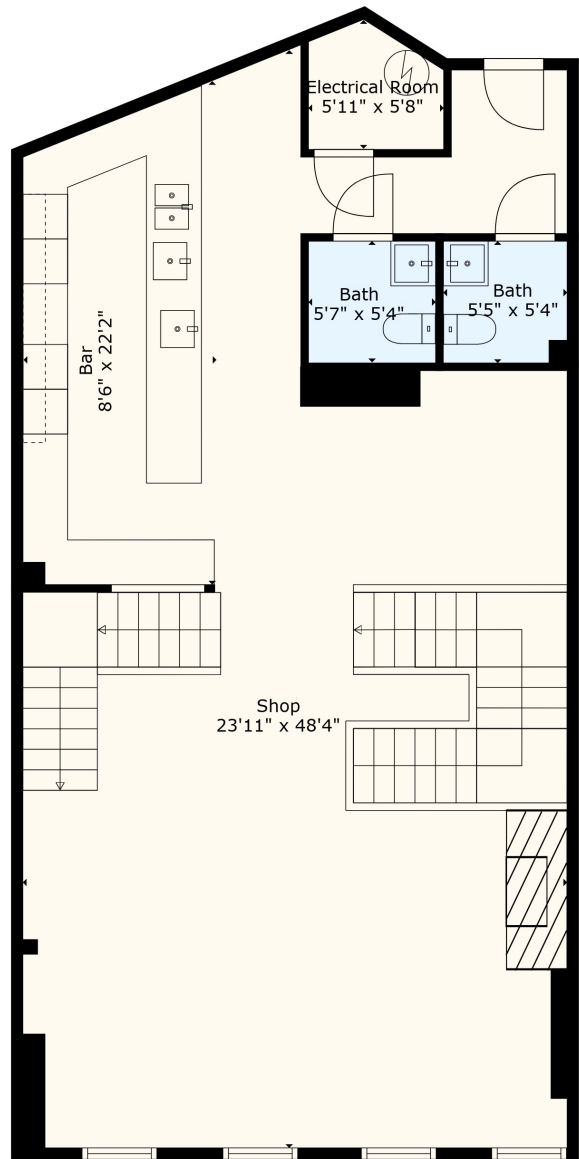 Electrical Room
5'11" x 5'8"
Bath
5'7" x 5'4"
Bath
5'5" x 5'4"
Bar
8'6" x 22'2"
Shop
23'11" x 48'4"